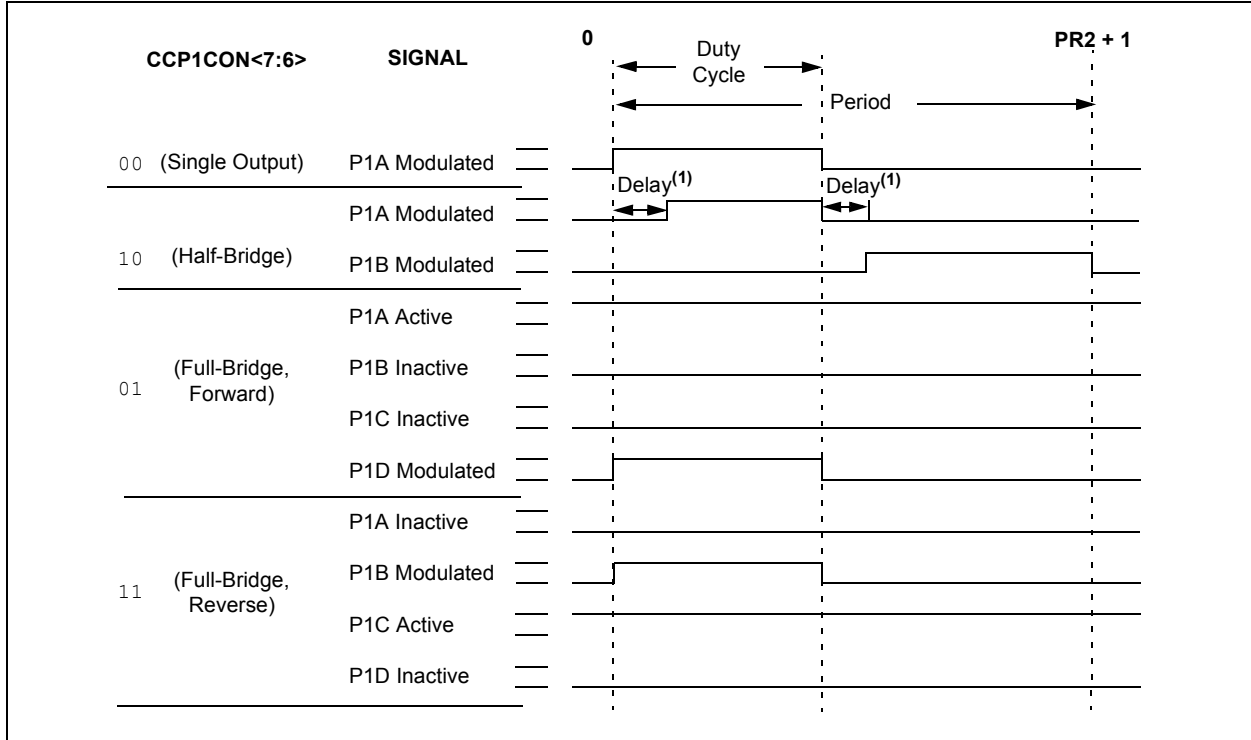 CCP1CON<7:6>
SIGNAL
0
PR2 + 1
Duty
Cycle
Period
00 (Single Output) P1A Modulated
Delay(1)
Delay(1)
P1A Modulated
10 (Half-Bridge)
P1B Modulated
P1A Active
(Full-Bridge,
Forward)
01
P1B Inactive
P1C Inactive
P1D Modulated
P1A Inactive
P1B Modulated
11
(Full-Bridge,
Reverse)
P1C Active
P1D Inactive